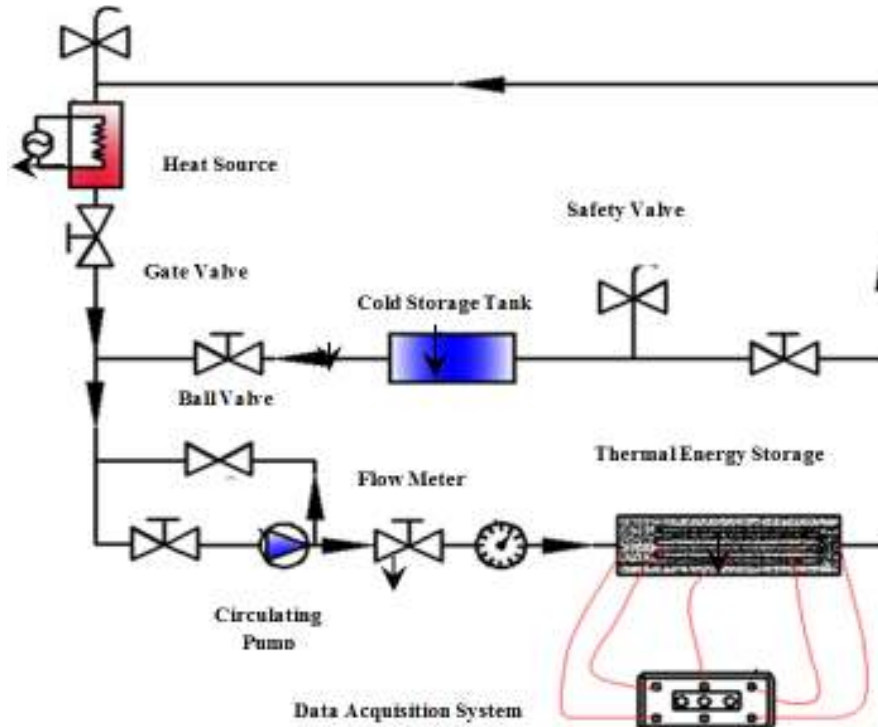 Heat Source
Safety Valve
Gate Valve
Cold Storage Tank
Ball Valve
Thermal Energy Storage
Flow Meter
Circulating
Pump
Data Acquisition System